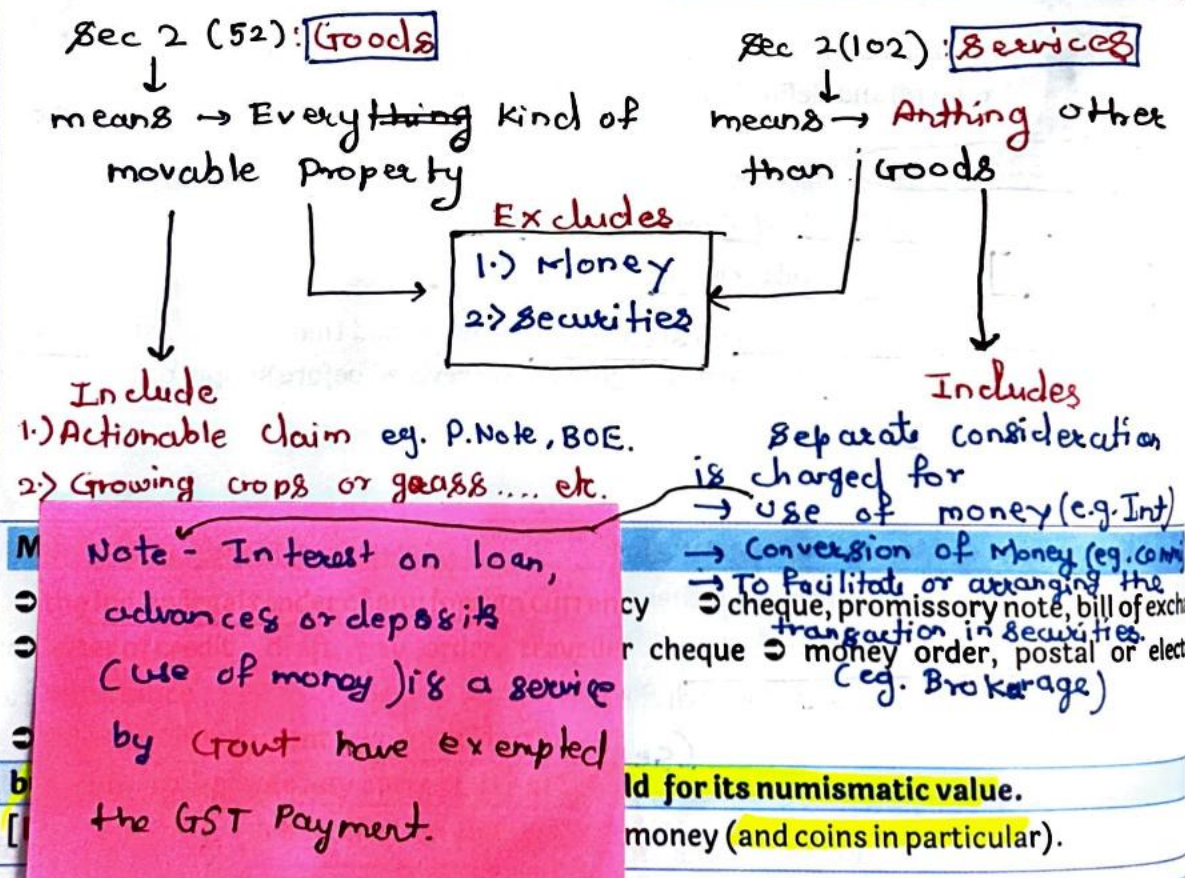 Sec 2 (52): Goods
means → Everything kind of
movable Property
Sec 2(102): Services
means → Anthing other
than Goods
Excludes
1.) Money
2.) Securities
Include
1.) Actionable claim eg. P.Note, BOE.
2.) Growing crops or grass.... etc.
Includes
Separate consideration
is charged for
→ Use of money (e.g. Int)
→ Conversion of Money (eg. comi
→ To facilitate or arranging the
transaction in securities.
(eg. Brokerage)
Note - Interest on loan,
advances or deposits
(use of money) is a service
by Govt have exempted
the GST Payment.
M
cy ➲ cheque, promissory note, bill of exch
r cheque ➲ money order, postal or elect
b
ld for its numismatic value.
money (and coins in particular).